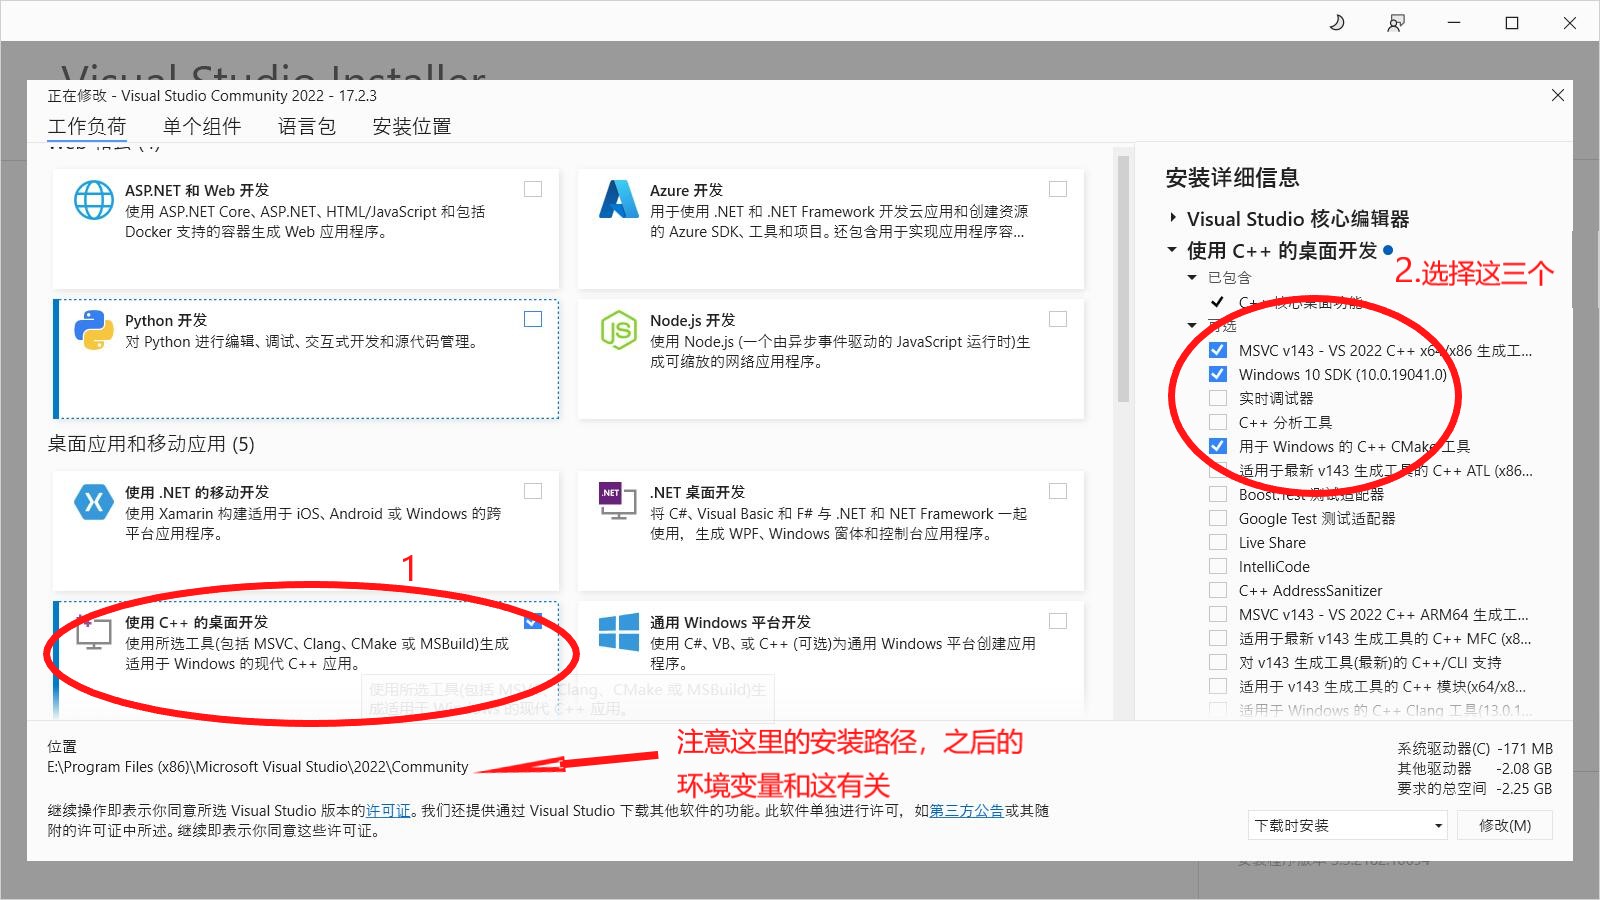 Visual Studio Installer
正在修改 - Visual Studio Community 2022 - 17.2.3
工作负荷 单个组件 语言包 安装位置
ASP.NET 和 Web 开发
使用 ASP.NET Core、ASP.NET、HTML/JavaScript 和包括
Docker 支持的容器生成 Web 应用程序。
Azure 开发
用于使用 .NET 和 .NET Framework 开发云应用和创建资源
的 Azure SDK、工具和项目。还包含用于实现应用程序容...
Python 开发
对 Python 进行编辑、调试、交互式开发和源代码管理。
Node.js 开发
使用 Node.js (一个由异步事件驱动的 JavaScript 运行时)生
成可缩放的网络应用程序。
桌面应用和移动应用 (5)
使用 .NET 的移动开发
使用 Xamarin 构建适用于 iOS、Android 或 Windows 的跨
平台应用程序。
.NET
.NET 桌面开发
将 C#、Visual Basic 和 F# 与 .NET 和 NET Framework 一起
使用，生成 WPF、Windows 窗体和控制台应用程序。
1
使用 C++ 的桌面开发
使用所选工具(包括 MSVC、Clang、CMake 或 MSBuild)生成
适用于 Windows 的现代 C++ 应用。
使用所选工具(包括 MSVC、Clang、CMake 或 MSBuild)生
成适用于 Windows 的现代 C++ 应用。
通用 Windows 平台开发
使用 C#、VB、或 C++ (可选)为通用 Windows 平台创建应用
程序。
安装详细信息
Visual Studio 核心编辑器
使用 C++ 的桌面开发
2.选择这三个
已包含
C++ 核心桌面功能
可选
MSVC v143 - VS 2022 C++ x64/x86 生成工...
Windows 10 SDK (10.0.19041.0)
实时调试器
C++ 分析工具
用于 Windows 的 C++ CMake 工具
适用于最新 v143 生成工具的 C++ ATL (x86...
Boost.Test 测试适配器
Google Test 测试适配器
Live Share
IntelliCode
C++ AddressSanitizer
MSVC v143 - VS 2022 C++ ARM64 生成工...
适用于最新 v143 生成工具的 C++ MFC (x8...
对 v143 生成工具(最新)的 C++/CLI 支持
适用于 v143 生成工具的 C++ 模块(x64/x8...
适用于 Windows 的 C++ Clang 工具(13.0.1...
位置
E:\Program Files (x86)\Microsoft Visual Studio\2022\Community
注意这里的安装路径，之后的
环境变量和这有关
继续操作即表示你同意所选 Visual Studio 版本的许可证。我们还提供通过 Visual Studio 下载其他软件的功能。此软件单独进行许可，如第三方公告或其随
附的许可证中所述。继续即表示你同意这些许可证。
系统驱动器(C) -171 MB
其他驱动器 -2.08 GB
要求的总空间 -2.25 GB
下载时安装
修改(M)